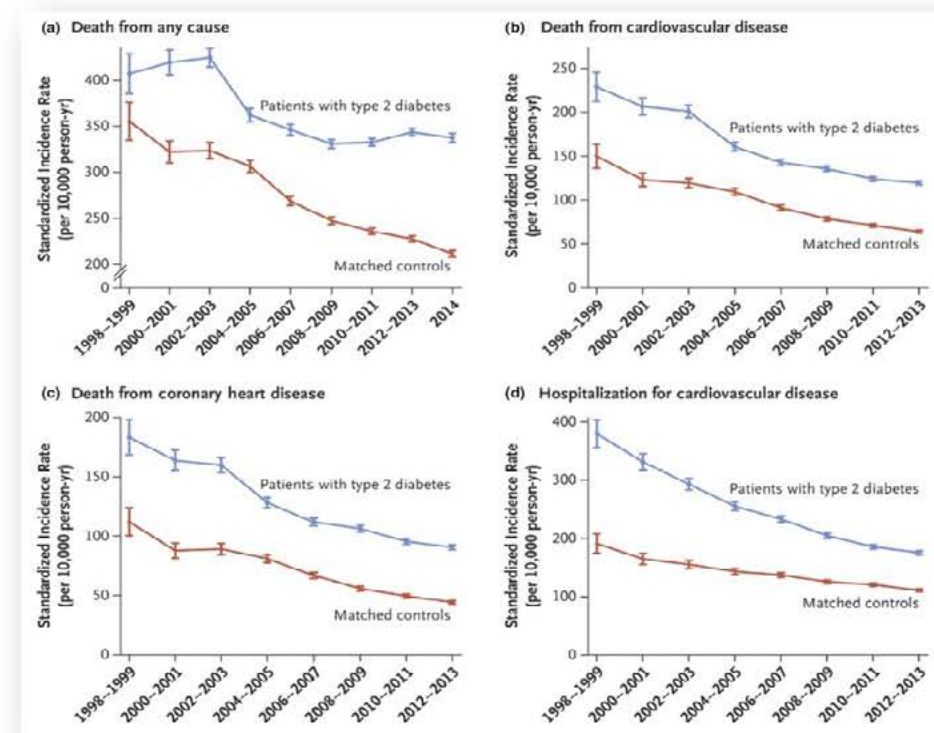 (a) Death from any cause
Standardized Incidence Rate
(per 10,000 person-yr)
400
350
300
250
200
0
Patients with type 2 diabetes
Matched controls
1998–1999
2000–2001
2002–2003
2004–2005
2006–2007
2008–2009
2010–2011
2012–2013
2014
(b) Death from cardiovascular disease
Standardized Incidence Rate
(per 10,000 person-yr)
250
200
150
100
50
0
Patients with type 2 diabetes
Matched controls
1998–1999
2000–2001
2002–2003
2004–2005
2006–2007
2008–2009
2010–2011
2012–2013
(c) Death from coronary heart disease
Standardized Incidence Rate
(per 10,000 person-yr)
200
150
100
50
0
Patients with type 2 diabetes
Matched controls
1998–1999
2000–2001
2002–2003
2004–2005
2006–2007
2008–2009
2010–2011
2012–2013
(d) Hospitalization for cardiovascular disease
Standardized Incidence Rate
(per 10,000 person-yr)
400
300
200
100
0
Patients with type 2 diabetes
Matched controls
1998–1999
2000–2001
2002–2003
2004–2005
2006–2007
2008–2009
2010–2011
2012–2013